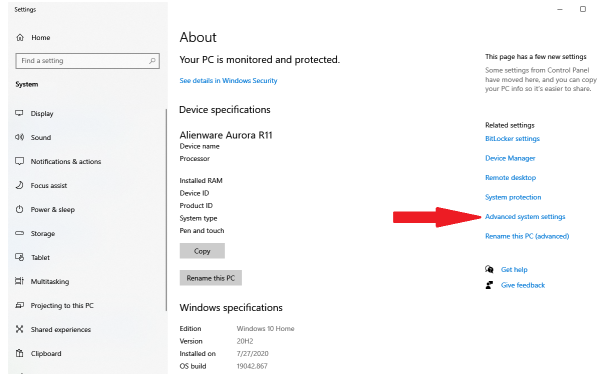 Settings
Home
Find a setting
System
Display
Sound
Notifications & actions
Focus assist
Power & sleep
Storage
Tablet
Multitasking
Projecting to this PC
Shared experiences
Clipboard
About
Your PC is monitored and protected.
See details in Windows Security
Device specifications
Alienware Aurora R11
Device name
Processor
Installed RAM
Device ID
Product ID
System type
Pen and touch
Copy
Rename this PC
Windows specifications
Edition Windows 10 Home
Version 20H2
Installed on 7/27/2020
OS build 19042.867
This page has a few new settings
Some settings from Control Panel
have moved here, and you can copy
your PC info so it's easier to share.
Related settings
BitLocker settings
Device Manager
Remote desktop
System protection
Advanced system settings
Rename this PC (advanced)
Get help
Give feedback